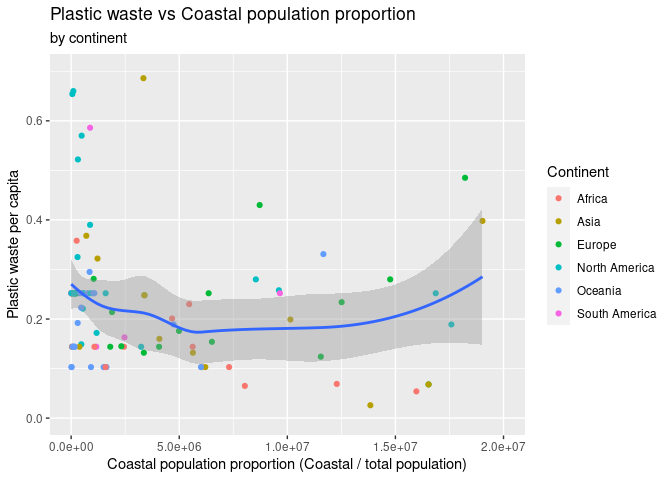 Plastic waste vs Coastal population proportion
by continent
Plastic waste per capita
0.6
0.4
0.2
0.0
0.0e+00 5.0e+06 1.0e+07 1.5e+07 2.0e+07
Coastal population proportion (Coastal / total population)
Continent
Africa
Asia
Europe
North America
Oceania
South America